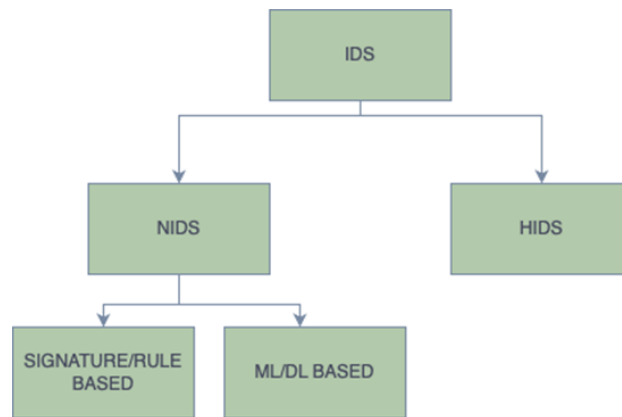 IDS
NIDS
HIDS
SIGNATURE/RULE
BASED
ML/DL BASED